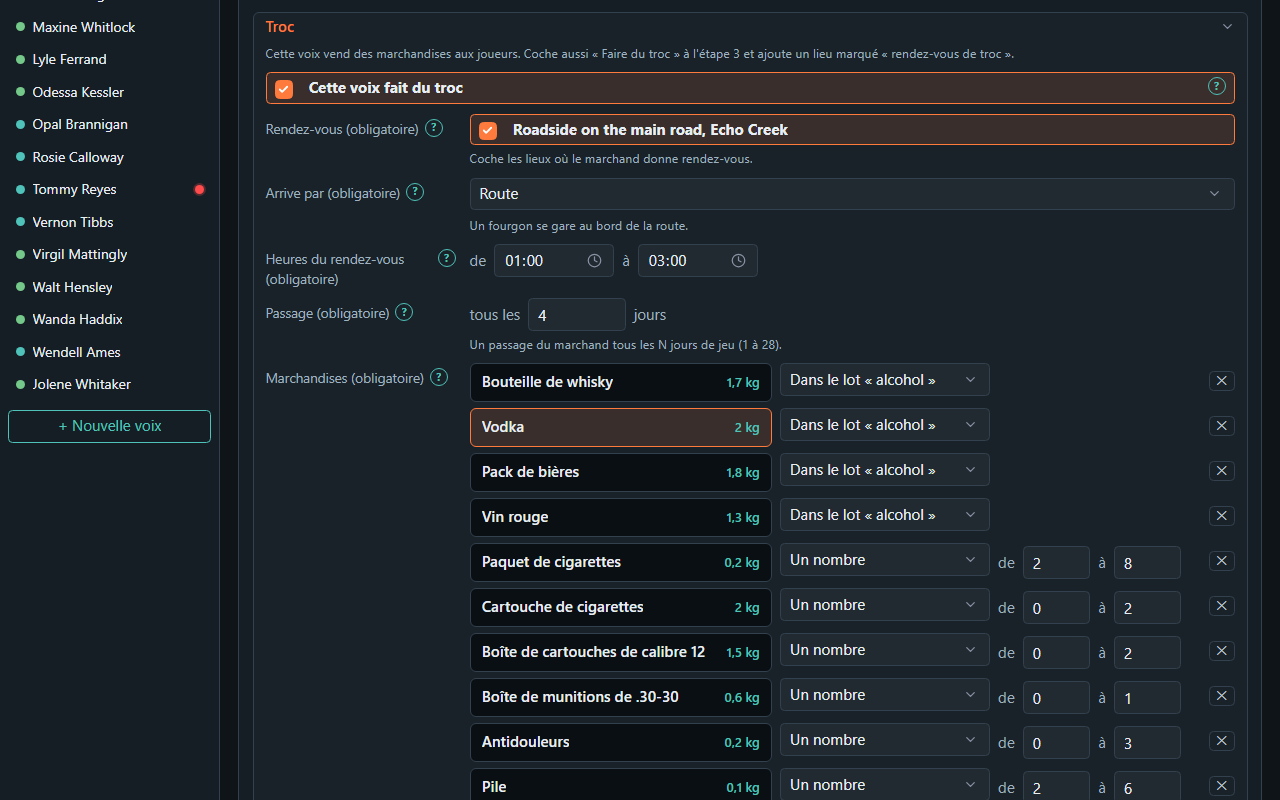 Maxine Whitlock
Lyle Ferrand
Odessa Kessler
Opal Brannigan
Rosie Calloway
Tommy Reyes
Vernon Tibbs
Virgil Mattingly
Walt Hensley
Wanda Haddix
Wendell Ames
Jolene Whitaker
+ Nouvelle voix
Troc
Cette voix vend des marchandises aux joueurs. Coche aussi « Faire du troc » à l'étape 3 et ajoute un lieu marqué « rendez-vous de troc ».
Cette voix fait du troc ?
Rendez-vous (obligatoire) ? Roadside on the main road, Echo Creek
Coche les lieux où le marchand donne rendez-vous.
Arrive par (obligatoire) ? Route
Un fourgon se gare au bord de la route.
Heures du rendez-vous (obligatoire) ? de 01:00 à 03:00
Passage (obligatoire) ? tous les 4 jours
Un passage du marchand tous les N jours de jeu (1 à 28).
Marchandises (obligatoire) ? Bouteille de whisky 1,7 kg Dans le lot « alcohol »
Vodka 2 kg Dans le lot « alcohol »
Pack de bières 1,8 kg Dans le lot « alcohol »
Vin rouge 1,3 kg Dans le lot « alcohol »
Paquet de cigarettes 0,2 kg Un nombre de 2 à 8
Cartouche de cigarettes 2 kg Un nombre de 0 à 2
Boîte de cartouches de calibre 12 1,5 kg Un nombre de 0 à 2
Boîte de munitions de .30-30 0,6 kg Un nombre de 0 à 1
Antidouleurs 0,2 kg Un nombre de 0 à 3
Pile 0,1 kg Un nombre de 2 à 6